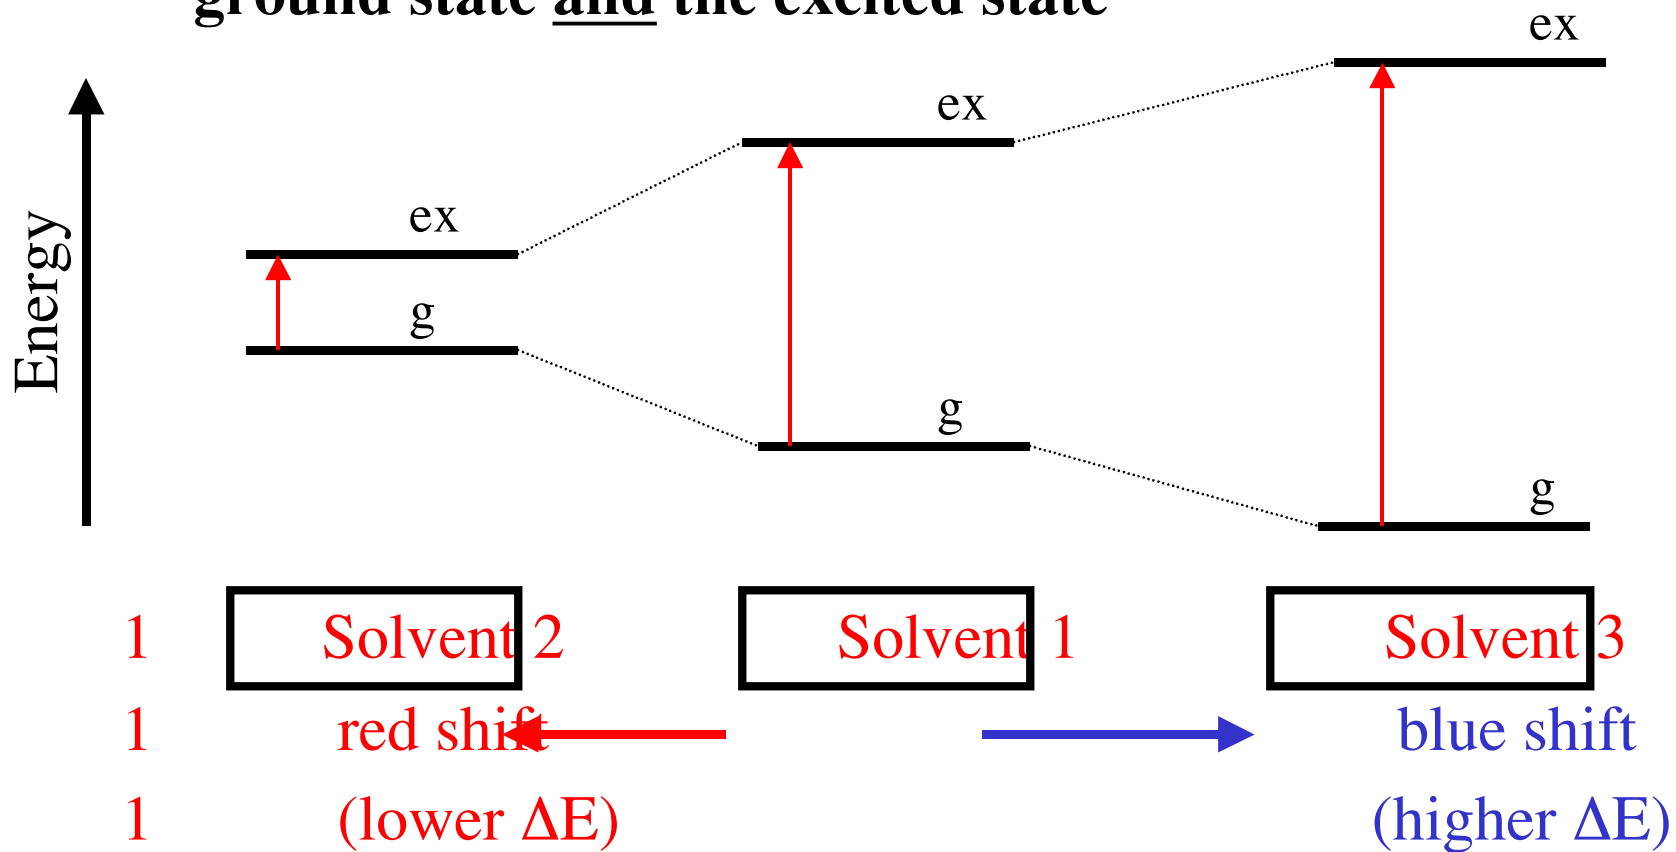 ground state and the excited state
ex
ex
ex
g
g
g
Energy
1 Solvent 2 Solvent 1 Solvent 3
1 red shift blue shift
1 (lower ΔE) (higher ΔE)